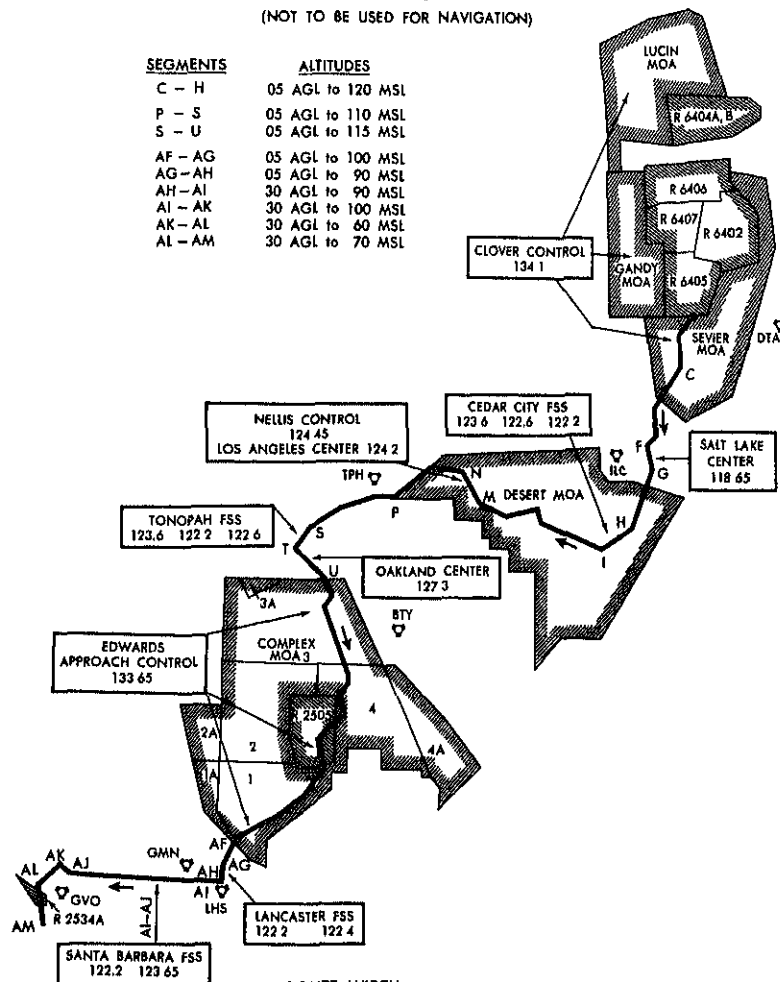 (NOT TO BE USED FOR NAVIGATION)
SEGMENTS ALTITUDES
C – H 05 AGL to 120 MSL
P – S 05 AGL to 110 MSL
S – U 05 AGL to 115 MSL
AF – AG 05 AGL to 100 MSL
AG – AH 05 AGL to 90 MSL
AH – AI 30 AGL to 90 MSL
AI – AK 30 AGL to 100 MSL
AK – AL 30 AGL to 60 MSL
AL – AM 30 AGL to 70 MSL
LUCIN
MOA
R 6404A, B
R 6406
R 6407
R 6402
CLOVER CONTROL
134 1
GANDY
MOA
R 6405
SEVIER
MOA
DTA
C
NELLIS CONTROL
124 45
LOS ANGELES CENTER 124 2
CEDAR CITY FSS
123 6 122.6 122 2
F
G
ILC
SALT LAKE
CENTER
118 65
TPH
N
M
DESERT MOA
P
H
I
TONOPAH FSS
123.6 122 2 122 6
S
T
U
OAKLAND CENTER
127 3
3A
BTY
EDWARDS
APPROACH CONTROL
133 65
COMPLEX
MOA 3
R 2505
4
2A
2
4A
1A
1
AF
AG
GMN
AH
AI
LHS
AK
AJ
AL
GVO
R 2534A
AM
AI–AJ
LANCASTER FSS
122 2 122 4
SANTA BARBARA FSS
122.2 123 65